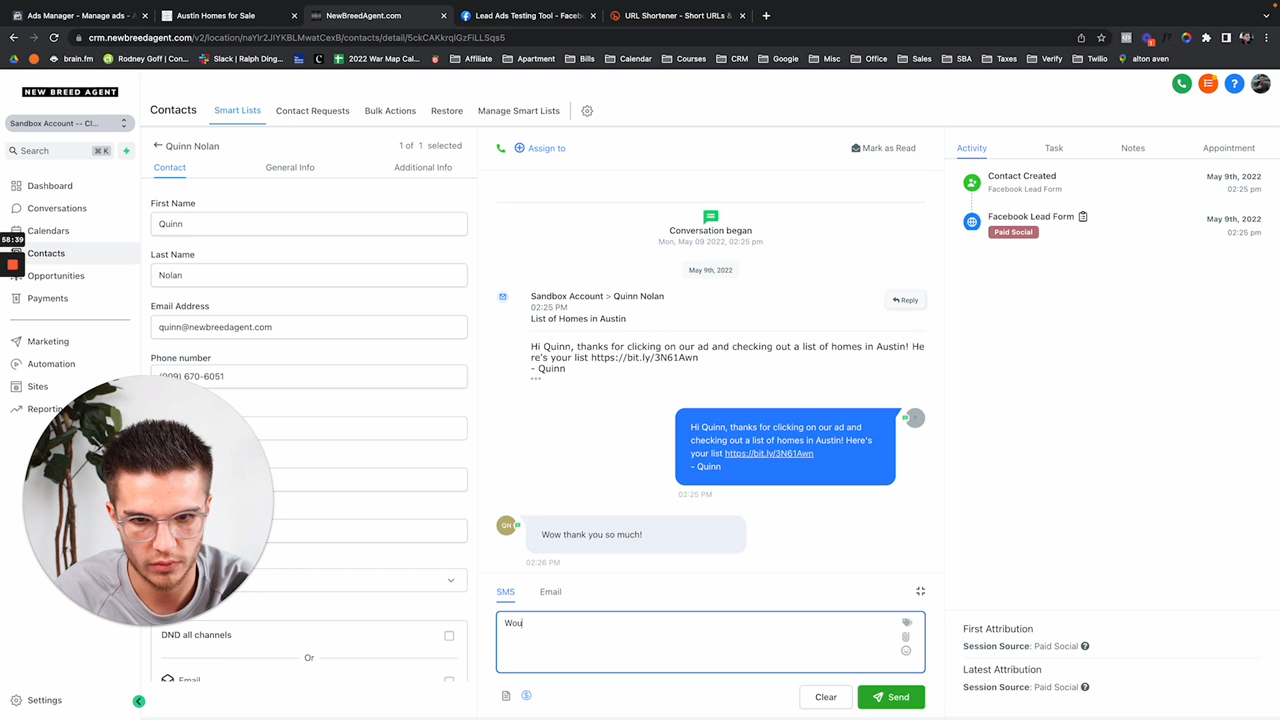 Ads Manager - Manage ads -
Austin Homes for Sale
NewBreedAgent.com
Lead Ads Testing Tool - Faceb
URL Shortener - Short URLs &
crm.newbreedagent.com/v2/location/naYlr2JIYKBLMwatCexB/contacts/detail/5ckCAKkrqIGzFiLLSqs5
brain.fm
Rodney Goff | Con...
Slack | Ralph Ding...
2022 War Map Cal...
Affiliate
Apartment
Bills
Calendar
Courses
CRM
Google
Misc
Office
Sales
SBA
Taxes
Verify
Twilio
alton aven
NEW BREED AGENT
Sandbox Account -- Cl...
Search
⌘ K
Dashboard
Conversations
Calendars
58:39
Contacts
Opportunities
Payments
Marketing
Automation
Sites
Reportin
Settings
Contacts
Smart Lists
Contact Requests
Bulk Actions
Restore
Manage Smart Lists
Quinn Nolan
1 of 1 selected
Contact
General Info
Additional Info
First Name
Quinn
Last Name
Nolan
Email Address
quinn@newbreedagent.com
Phone number
(909) 670-6051
DND all channels
Or
Email
Assign to
Mark as Read
Conversation began
Mon, May 09 2022, 02:25 pm
May 9th, 2022
Sandbox Account > Quinn Nolan
02:25 PM
List of Homes in Austin
Reply
Hi Quinn, thanks for clicking on our ad and checking out a list of homes in Austin! He
re's your list https://bit.ly/3N61Awn
- Quinn
Hi Quinn, thanks for clicking on our ad and
checking out a list of homes in Austin! Here's
your list https://bit.ly/3N61Awn
- Quinn
02:25 PM
QN
Wow thank you so much!
02:26 PM
SMS
Email
Wou
Clear
Send
Activity
Task
Notes
Appointment
Contact Created
May 9th, 2022
Facebook Lead Form
02:25 pm
Facebook Lead Form
May 9th, 2022
Paid Social
02:25 pm
First Attribution
Session Source: Paid Social
Latest Attribution
Session Source: Paid Social